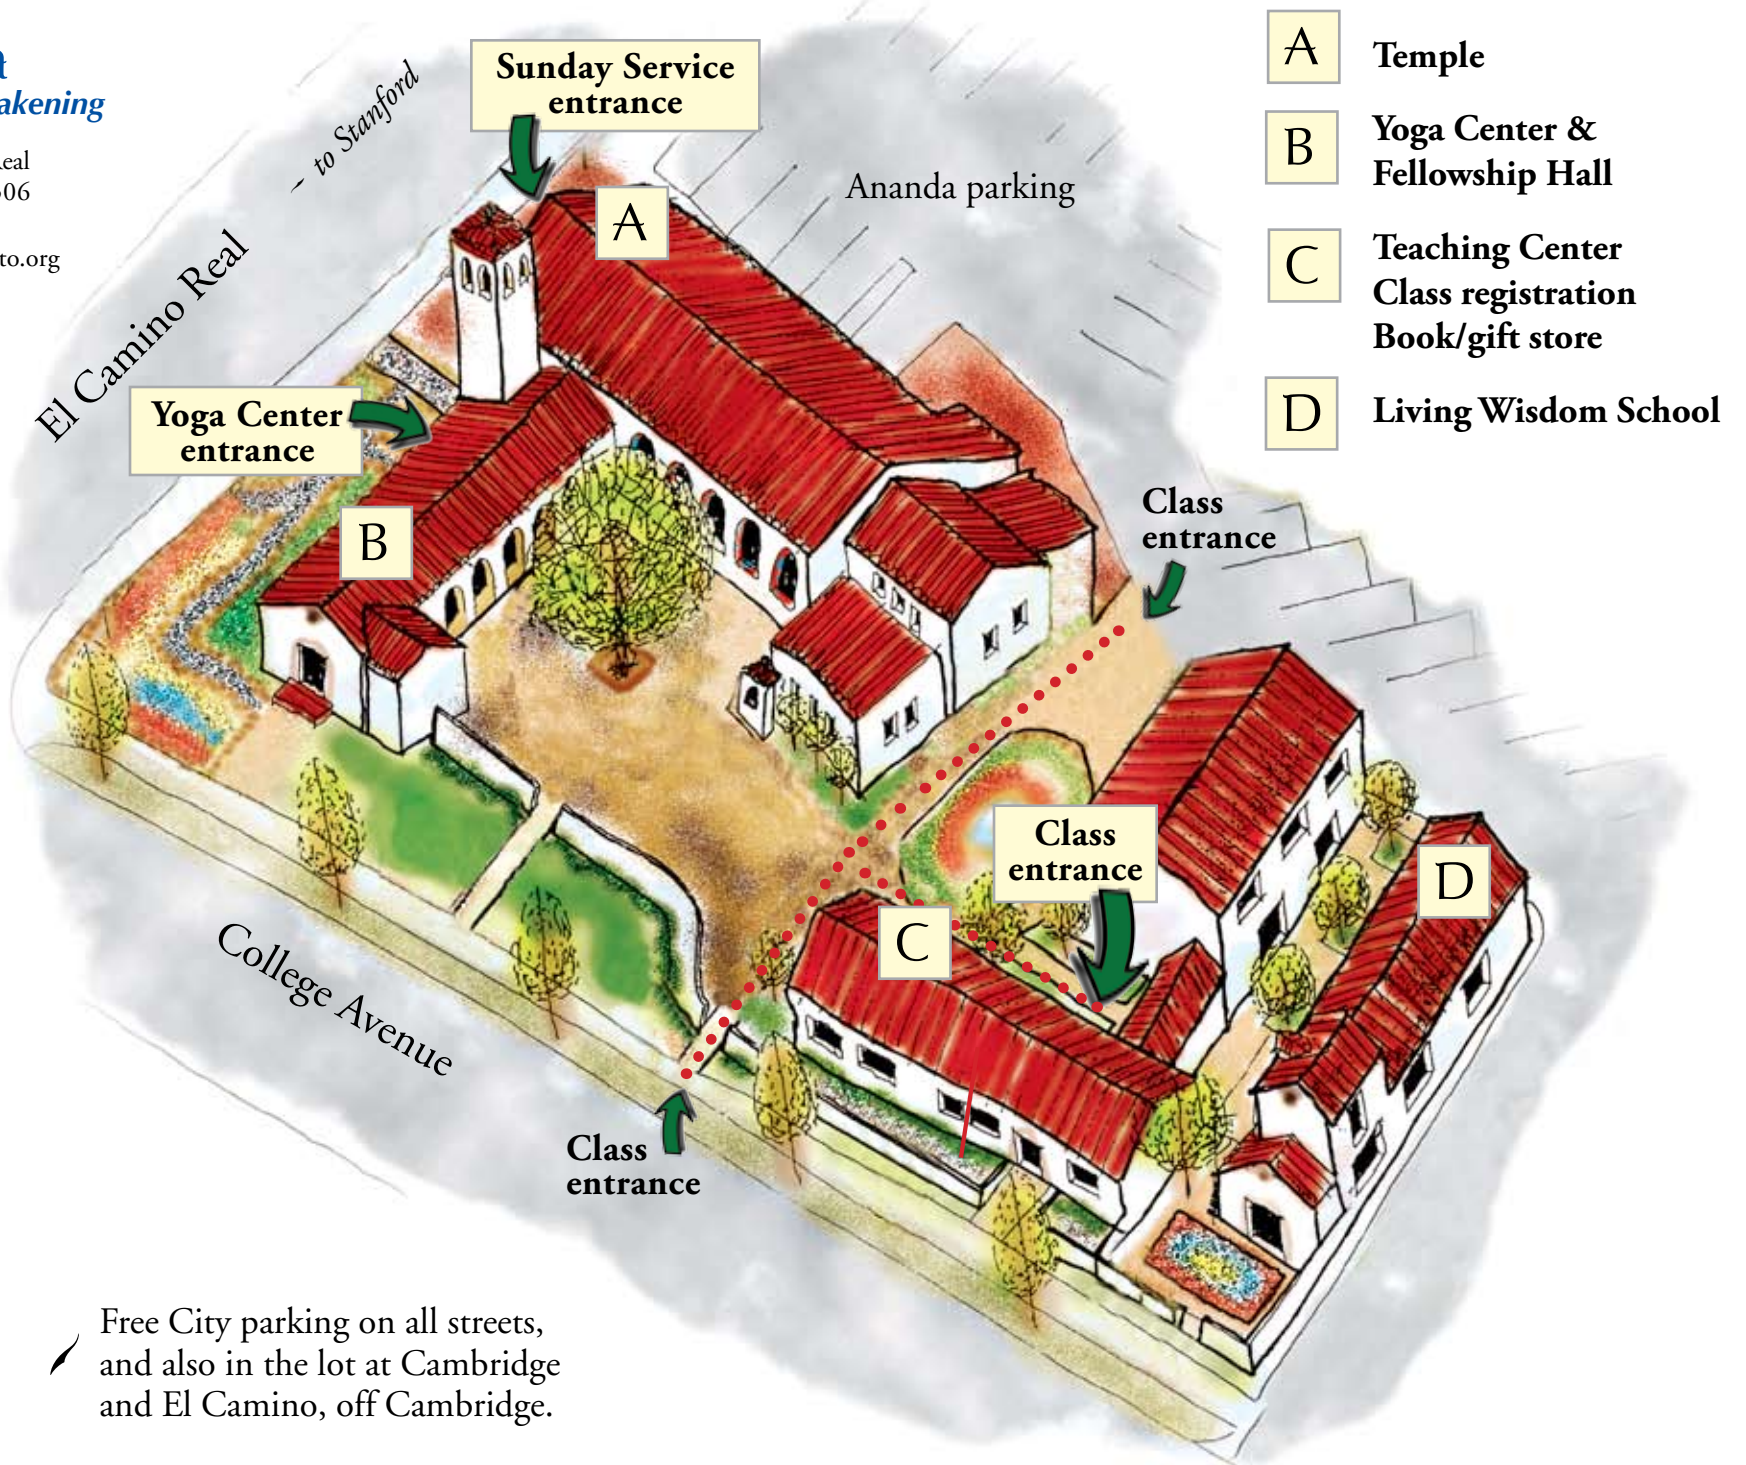 akening
to.org
El Camino Real
to Stanford
Sunday Service
entrance
A
Ananda parking
Yoga Center
entrance
B
Class
entrance
Class
entrance
C
D
College Avenue
Class
entrance
A
Temple
B
Yoga Center &
Fellowship Hall
C
Teaching Center
Class registration
Book/gift store
D
Living Wisdom School
Free City parking on all streets,
and also in the lot at Cambridge
and El Camino, off Cambridge.